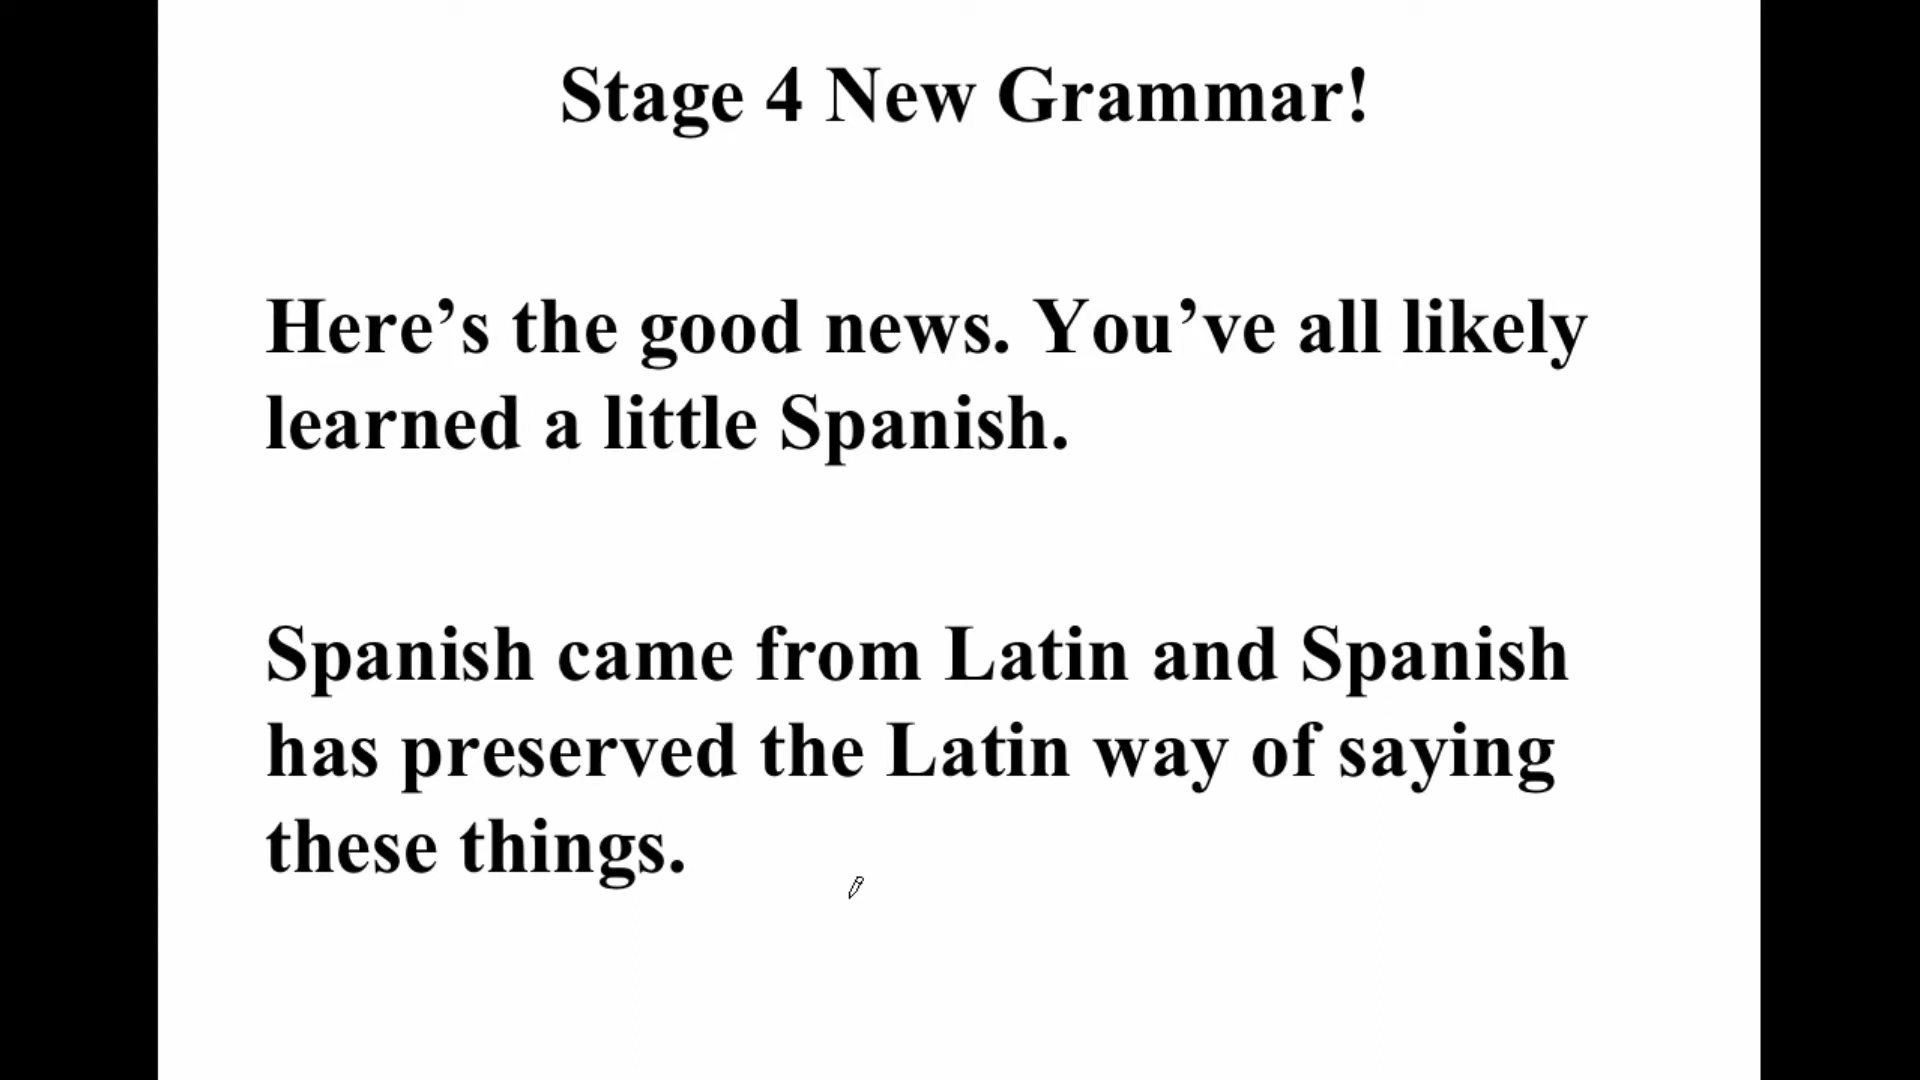 Stage 4 New Grammar!
Here’s the good news. You’ve all likely
learned a little Spanish.
Spanish came from Latin and Spanish
has preserved the Latin way of saying
these things.